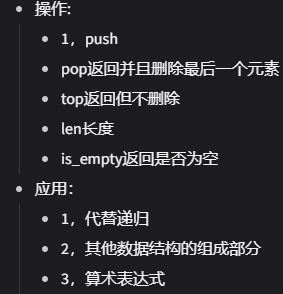 操作:
1，push
pop返回并且删除最后一个元素
top返回但不删除
len长度
is_empty返回是否为空
应用：
1，代替递归
2，其他数据结构的组成部分
3，算术表达式